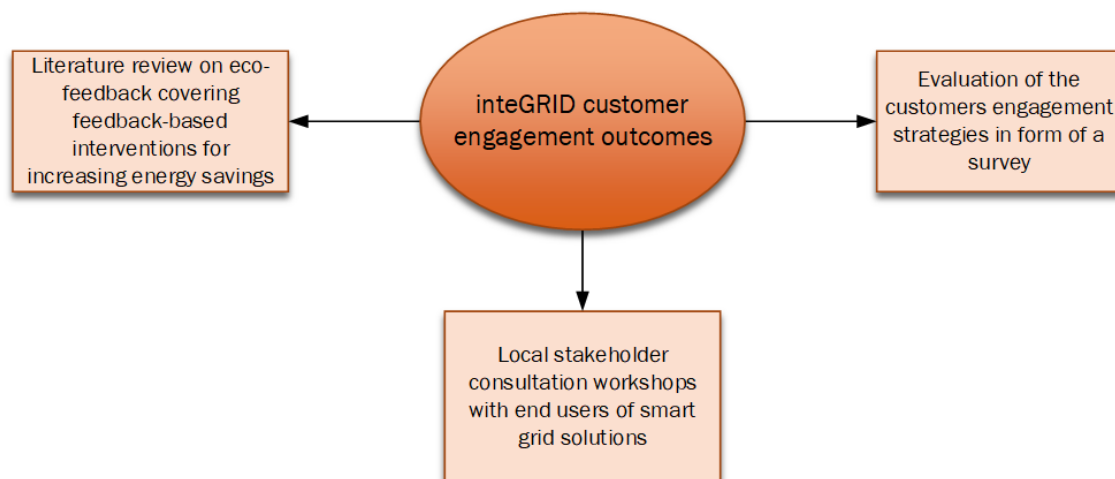 Literature review on eco-
feedback covering
feedback-based
interventions for
increasing energy savings
inteGRID customer
engagement outcomes
Evaluation of the
customers engagement
strategies in form of a
survey
Local stakeholder
consultation workshops
with end users of smart
grid solutions